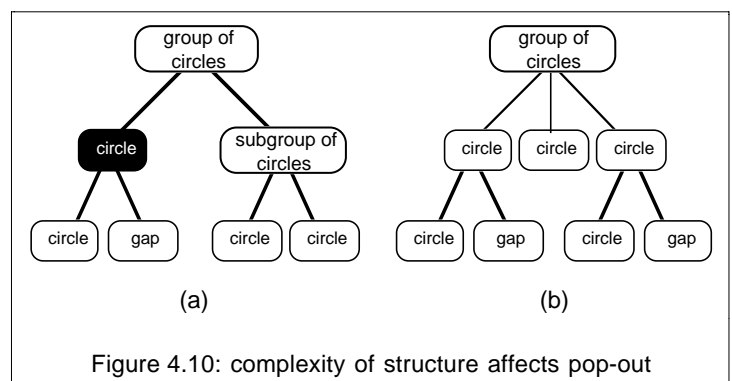 group of
circles
group of
circles
circle
subgroup of
circles
circle
circle
circle
circle
gap
circle
circle
circle
gap
circle
gap
(a)
(b)
Figure 4.10: complexity of structure affects pop-out